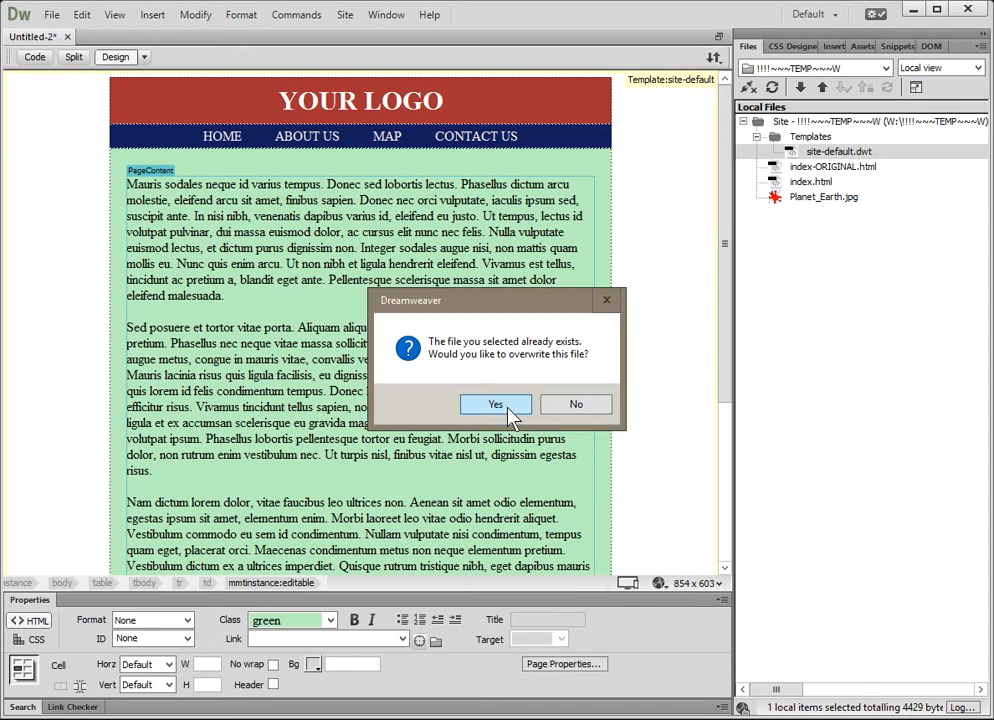 Dw File Edit View Insert Modify Format Commands Site Window Help Default
Untitled-2* ×
Code Split Design
Template:site-default
YOUR LOGO
HOME ABOUT US MAP CONTACT US
PageContent
Mauris sodales neque id varius tempus. Donec sed lobortis lectus. Phasellus dictum arcu
molestie, eleifend arcu sit amet, finibus sapien. Donec nec orci vulputate, iaculis ipsum sed,
suscipit ante. In nisi nibh, venenatis dapibus varius id, eleifend eu justo. Ut tempus, lectus id
volutpat pulvinar, dui massa euismod dolor, ac cursus elit nunc nec felis. Nulla vulputate
euismod lectus, et dictum purus dignissim non. Integer sodales augue nisi, non mattis quam
mollis eu. Nunc quis enim arcu. Ut non nibh et ligula hendrerit eleifend. Vivamus est tellus,
tincidunt ac pretium a, blandit eget ante. Pellentesque scelerisque massa sit amet dolor
eleifend malesuada.
Sed posuere et tortor vitae porta. Aliquam
pretium. Phasellus nec neque vitae massa
augue metus, congue in mauris vitae, convallis
Mauris lacinia risus quis ligula facilisis, eu
quis lorem id felis condimentum tempus.
efficitur risus. Vivamus tincidunt tellus sapien,
ligula et ex accumsan scelerisque eu gravida
volutpat ipsum. Phasellus lobortis pellentesque tortor eu feugiat. Morbi sollicitudin purus
dolor, non rutrum enim vestibulum nec. Ut turpis nisl, finibus vitae nisl ut, dignissim egestas
risus.
Nam dictum lorem dolor, vitae faucibus leo ultrices non. Aenean sit amet odio elementum,
egestas ipsum sit amet, elementum enim. Morbi laoreet leo vitae odio hendrerit aliquet.
Vestibulum commodo eu sem id condimentum. Nullam vulputate nisi condimentum, tempus
quam eget, placerat orci. Maecenas condimentum metus non neque elementum pretium.
Vestibulum dictum ex a ultrices imperdiet. Quisque rutrum tristique nibh, eget dapibus mauris
Dreamweaver
The file you selected already exists.
Would you like to overwrite this file?
Yes No
body table tbody tr td mmtinstance:editable 854 x 603
Properties
<> HTML Format None Class green B I Title
CSS ID None Link Target
Cell Horz Default W No wrap Bg Page Properties...
Vert Default H Header
Search Link Checker
Files CSS Designer Insert Assets Snippets DOM
!!!!~~~TEMP~~~W Local view
Local Files
Site - !!!!~~~TEMP~~~W (W:\!!!!~~~TEMP~~~W)
Templates
site-default.dwt
index-ORIGINAL.html
index.html
Planet_Earth.jpg
1 local items selected totalling 4429 byte Log...